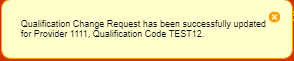 Qualification Change Request has been successfully updated
for Provider 1111, Qualification Code TEST12.